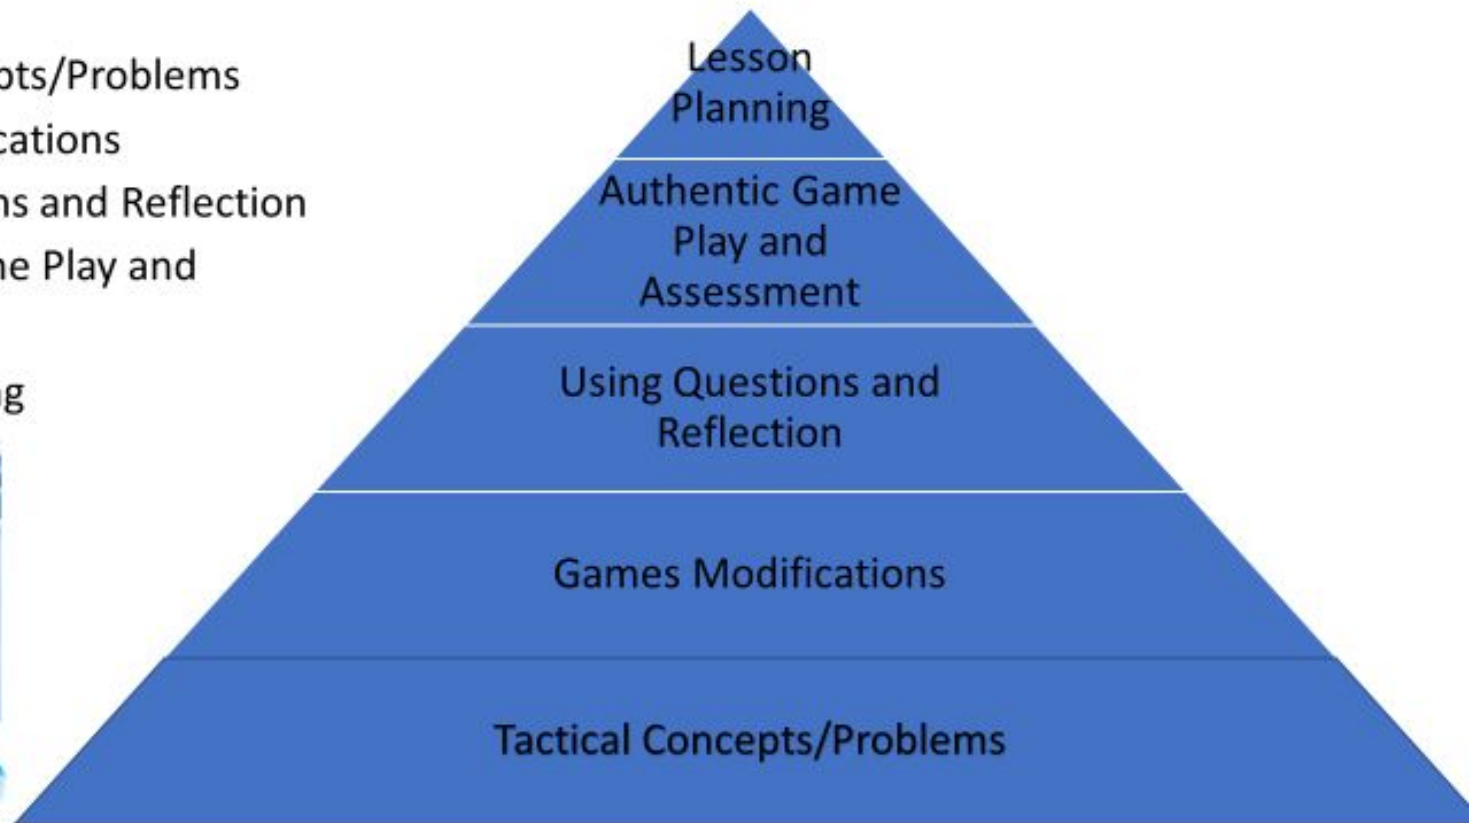 pts/Problems
cations
ns and Reflection
ne Play and
g
Lesson
Planning
Authentic Game
Play and
Assessment
Using Questions and
Reflection
Games Modifications
Tactical Concepts/Problems